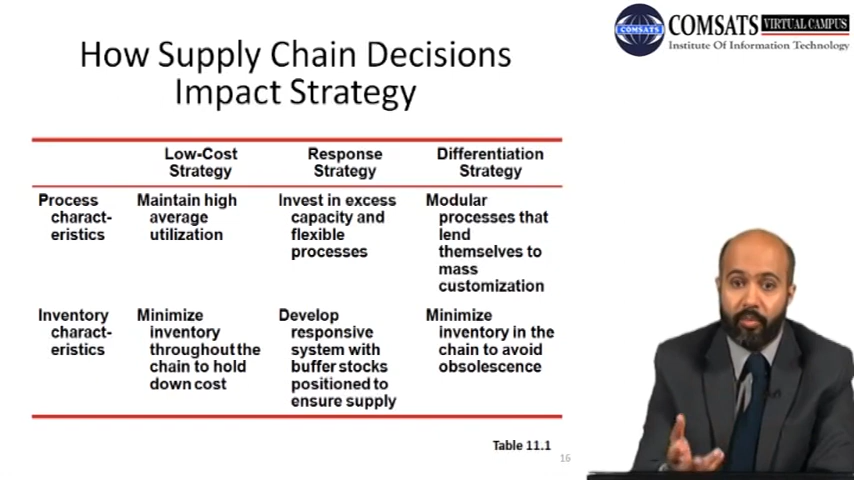 How Supply Chain Decisions
Impact Strategy
COMSATS
COMSATS VIRTUAL CAMPUS
Institute Of Information Technology
Low-Cost
Strategy
Response
Strategy
Differentiation
Strategy
Process
charact-
eristics
Maintain high
average
utilization
Invest in excess
capacity and
flexible
processes
Modular
processes that
lend
themselves to
mass
customization
Inventory
charact-
eristics
Minimize
inventory
throughout the
chain to hold
down cost
Develop
responsive
system with
buffer stocks
positioned to
ensure supply
Minimize
inventory in the
chain to avoid
obsolescence
Table 11.1
16